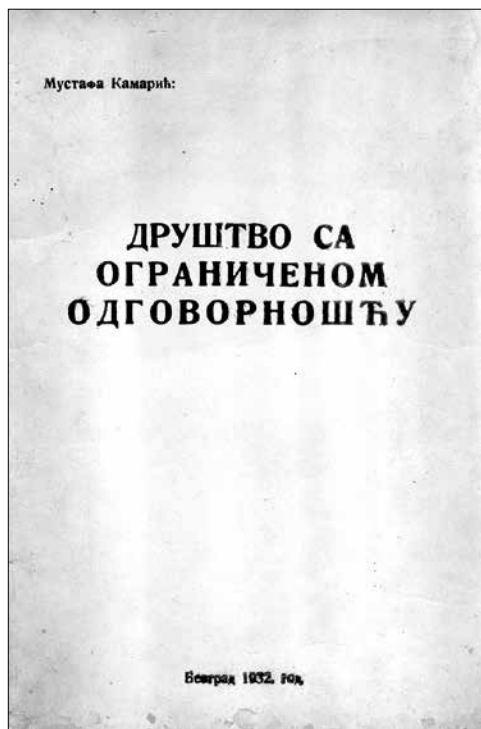 Мустафа Камарић:
ДРУШТВО СА
ОГРАНИЧЕНОМ
ОДГОВОРНОШЋУ
Београд 1932. год.